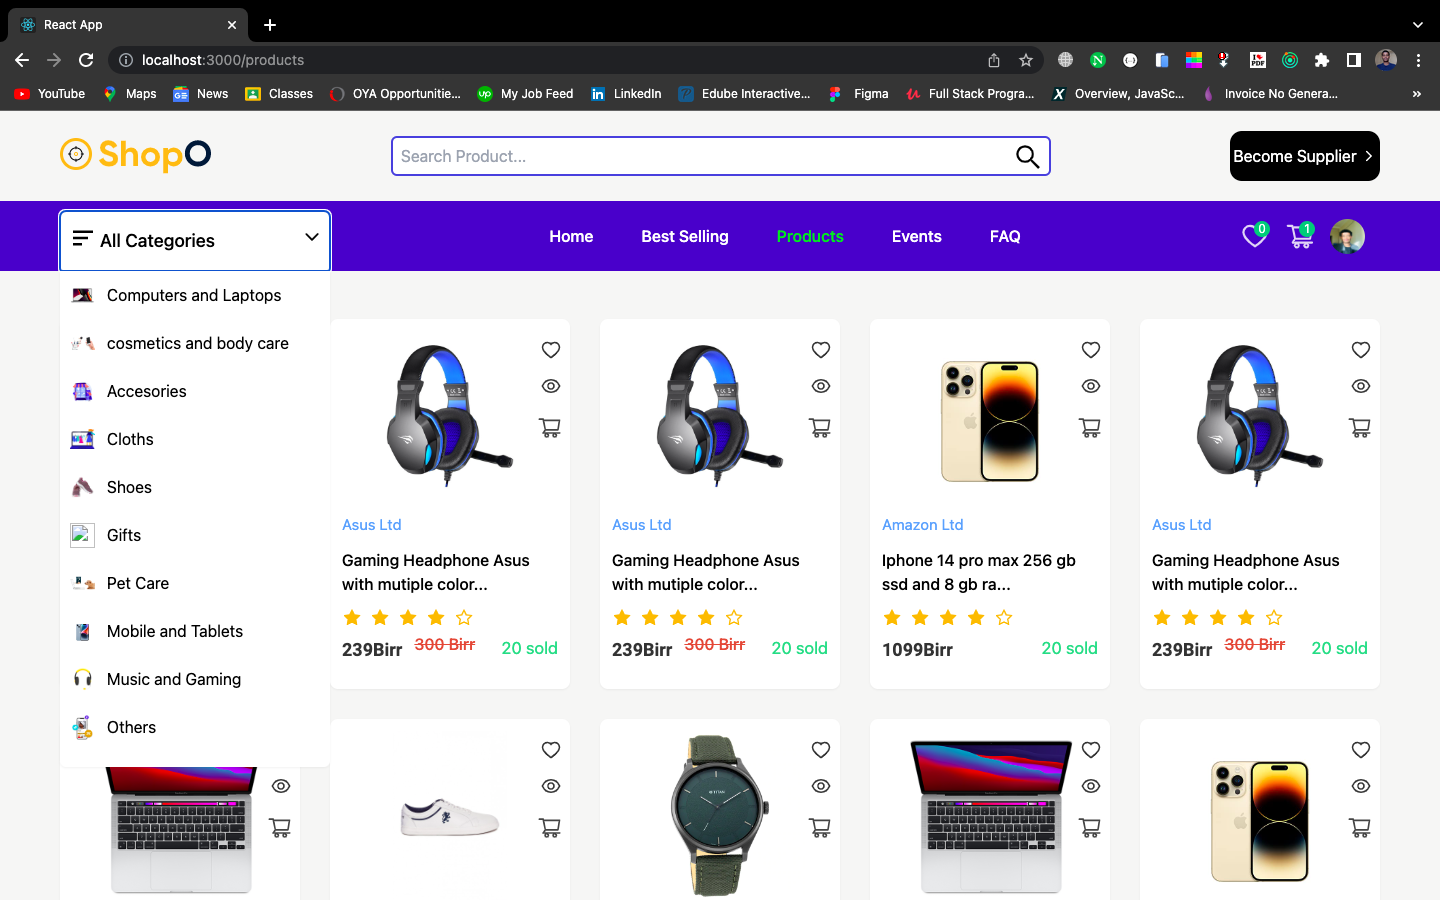 React App
localhost:3000/products
YouTube
Maps
News
Classes
OYA Opportunitie...
My Job Feed
LinkedIn
Edube Interactive...
Figma
Full Stack Progra...
Overview, JavaSc...
Invoice No Genera...
ShopO
Search Product...
Become Supplier
All Categories
Home
Best Selling
Products
Events
FAQ
0
1
Computers and Laptops
cosmetics and body care
Accesories
Cloths
Shoes
Gifts
Pet Care
Mobile and Tablets
Music and Gaming
Others
Asus Ltd
Gaming Headphone Asus
with mutiple color...
239Birr 300 Birr 20 sold
Asus Ltd
Gaming Headphone Asus
with mutiple color...
239Birr 300 Birr 20 sold
Amazon Ltd
Iphone 14 pro max 256 gb
ssd and 8 gb ra...
1099Birr 20 sold
Asus Ltd
Gaming Headphone Asus
with mutiple color...
239Birr 300 Birr 20 sold
TITAN